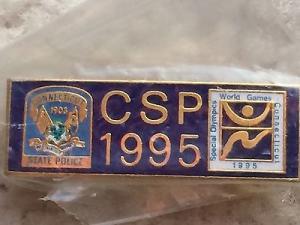 CONNECTICUT
1903
STATE POLICE
CSP
1995
World Games
Special Olympics
Connecticut
1995